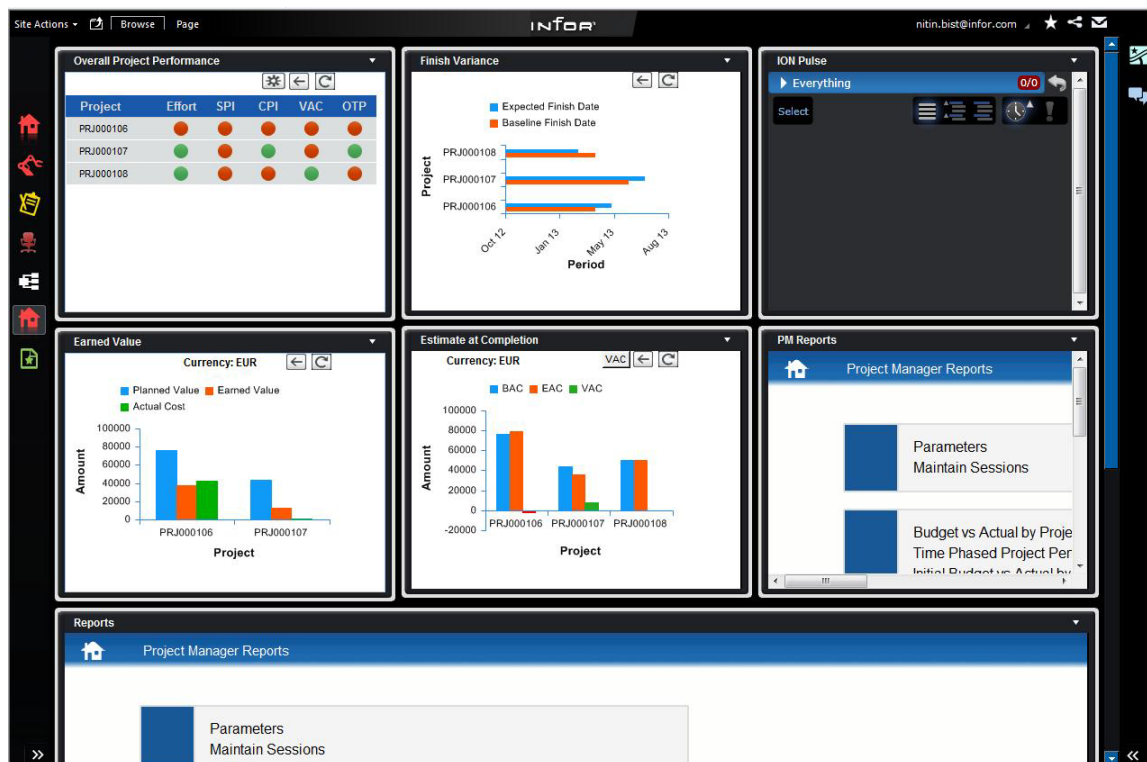 Site Actions Browse Page infor nitin.bist@infor.com
Overall Project Performance
Project Effort SPI CPI VAC OTP
PRJ000106
PRJ000107
PRJ000108
Finish Variance
Expected Finish Date
Baseline Finish Date
Project
PRJ000108
PRJ000107
PRJ000106
Oct 12 Jan 13 May 13 Aug 13
Period
ION Pulse
Everything 0/0
Select
Earned Value
Currency: EUR
Planned Value Earned Value
Actual Cost
Amount
100000
80000
60000
40000
20000
0
PRJ000106 PRJ000107
Project
Estimate at Completion
Currency: EUR VAC
BAC EAC VAC
Amount
100000
80000
60000
40000
20000
0
-20000
PRJ000106 PRJ000107 PRJ000108
Project
PM Reports
Project Manager Reports
Parameters
Maintain Sessions
Budget vs Actual by Proje
Time Phased Project Per
Initial Budget vs Actual by
Reports
Project Manager Reports
Parameters
Maintain Sessions